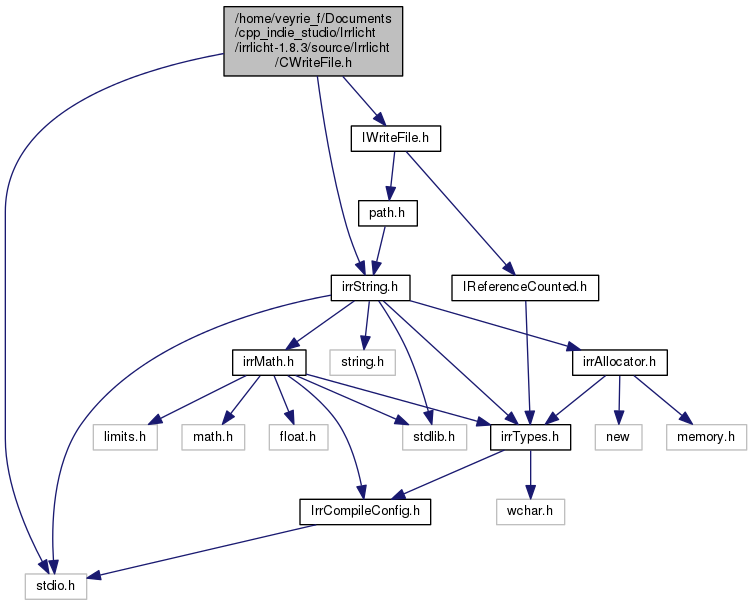 /home/veyrie_f/Documents
/cpp_indie_studio/Irrlicht
/irrlicht-1.8.3/source/Irrlicht
/CWriteFile.h
IWriteFile.h
path.h
irrString.h
IReferenceCounted.h
irrMath.h
string.h
irrAllocator.h
limits.h
math.h
float.h
stdlib.h
irrTypes.h
new
memory.h
IrrCompileConfig.h
wchar.h
stdio.h